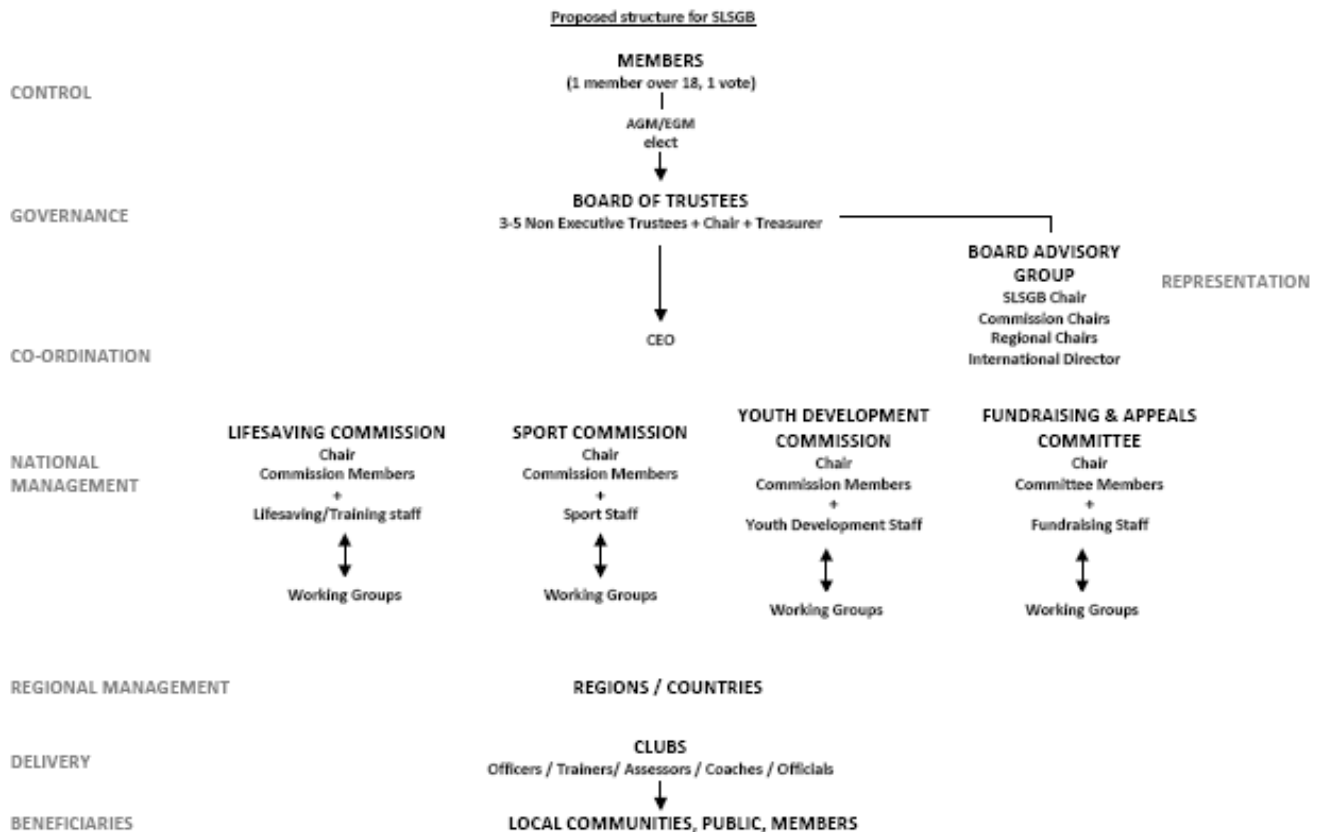 Proposed structure for SLSGB
MEMBERS
(1 member over 18, 1 vote)
CONTROL
AGM/EGM
elect
BOARD OF TRUSTEES
GOVERNANCE
3-5 Non Executive Trustees + Chair + Treasurer
BOARD ADVISORY
GROUP
REPRESENTATION
SLSGB Chair
Commission Chairs
Regional Chairs
International Director
CEO
CO-ORDINATION
LIFESAVING COMMISSION
Chair
Commission Members
+
Lifesaving/Training staff
Working Groups
SPORT COMMISSION
Chair
Commission Members
+
Sport Staff
Working Groups
YOUTH DEVELOPMENT
COMMISSION
Chair
Commission Members
+
Youth Development Staff
Working Groups
FUNDRAISING & APPEALS
COMMITTEE
Chair
Committee Members
+
Fundraising Staff
Working Groups
NATIONAL
MANAGEMENT
REGIONAL MANAGEMENT
REGIONS / COUNTRIES
CLUBS
DELIVERY
Officers / Trainers/ Assessors / Coaches / Officials
BENEFICIARIES
LOCAL COMMUNITIES, PUBLIC, MEMBERS